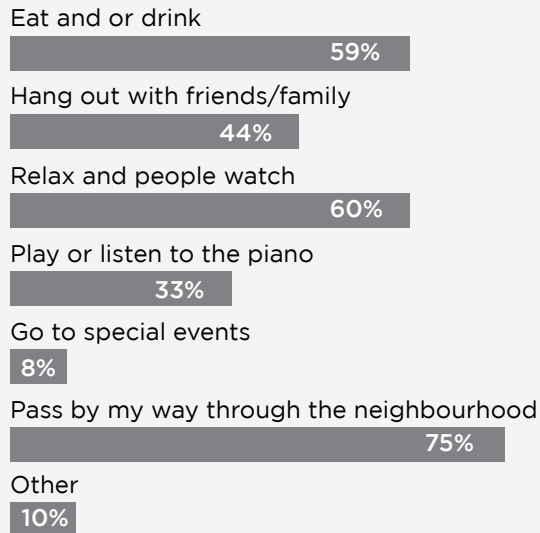 Eat and or drink
59%
Hang out with friends/family
44%
Relax and people watch
60%
Play or listen to the piano
33%
Go to special events
8%
Pass by my way through the neighbourhood
75%
Other
10%